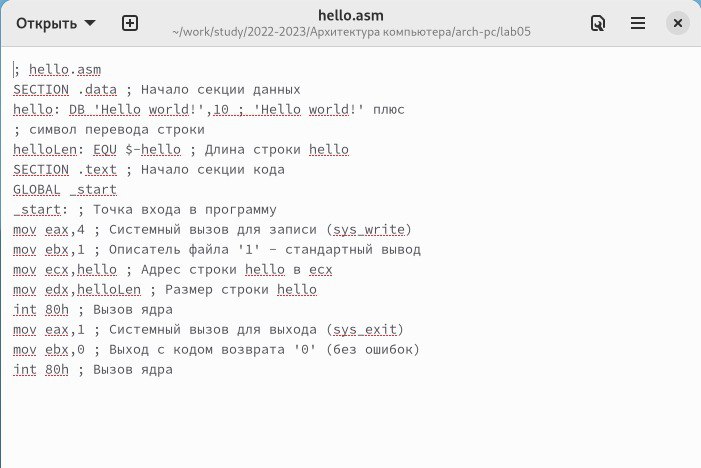 Открыть
hello.asm
~/work/study/2022-2023/Архитектура компьютера/arch-pc/lab05
; hello.asm
SECTION .data ; Начало секции данных
hello: DB 'Hello world!',10 ; 'Hello world!' плюс
; символ перевода строки
helloLen: EQU $-hello ; Длина строки hello
SECTION .text ; Начало секции кода
GLOBAL _start
_start: ; Точка входа в программу
mov eax,4 ; Системный вызов для записи (sys_write)
mov ebx,1 ; Описатель файла '1' - стандартный вывод
mov ecx,hello ; Адрес строки hello в ecx
mov edx,helloLen ; Размер строки hello
int 80h ; Вызов ядра
mov eax,1 ; Системный вызов для выхода (sys_exit)
mov ebx,0 ; Выход с кодом возврата '0' (без ошибок)
int 80h ; Вызов ядра